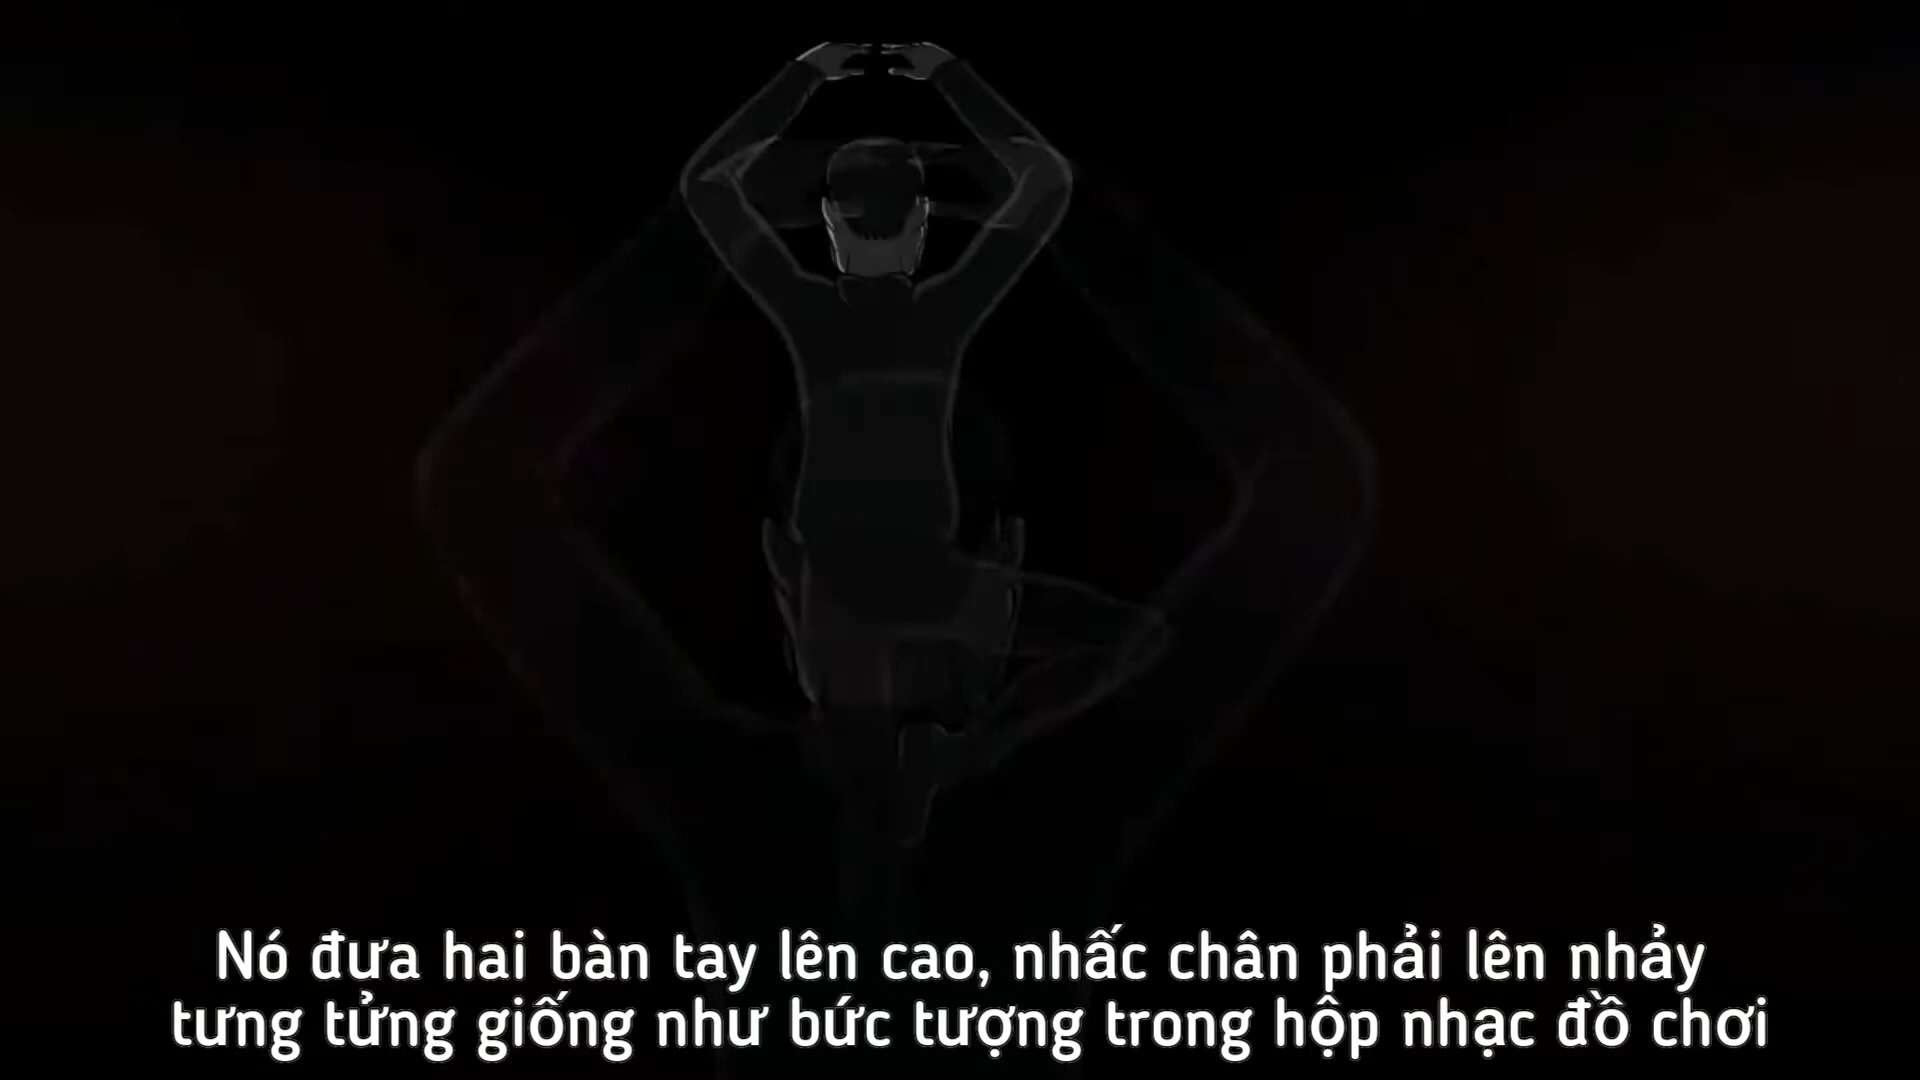 Nó đưa hai bàn tay lên cao, nhấc chân phải lên nhảy
tưng tửng giống như bức tượng trong hộp nhạc đồ chơi